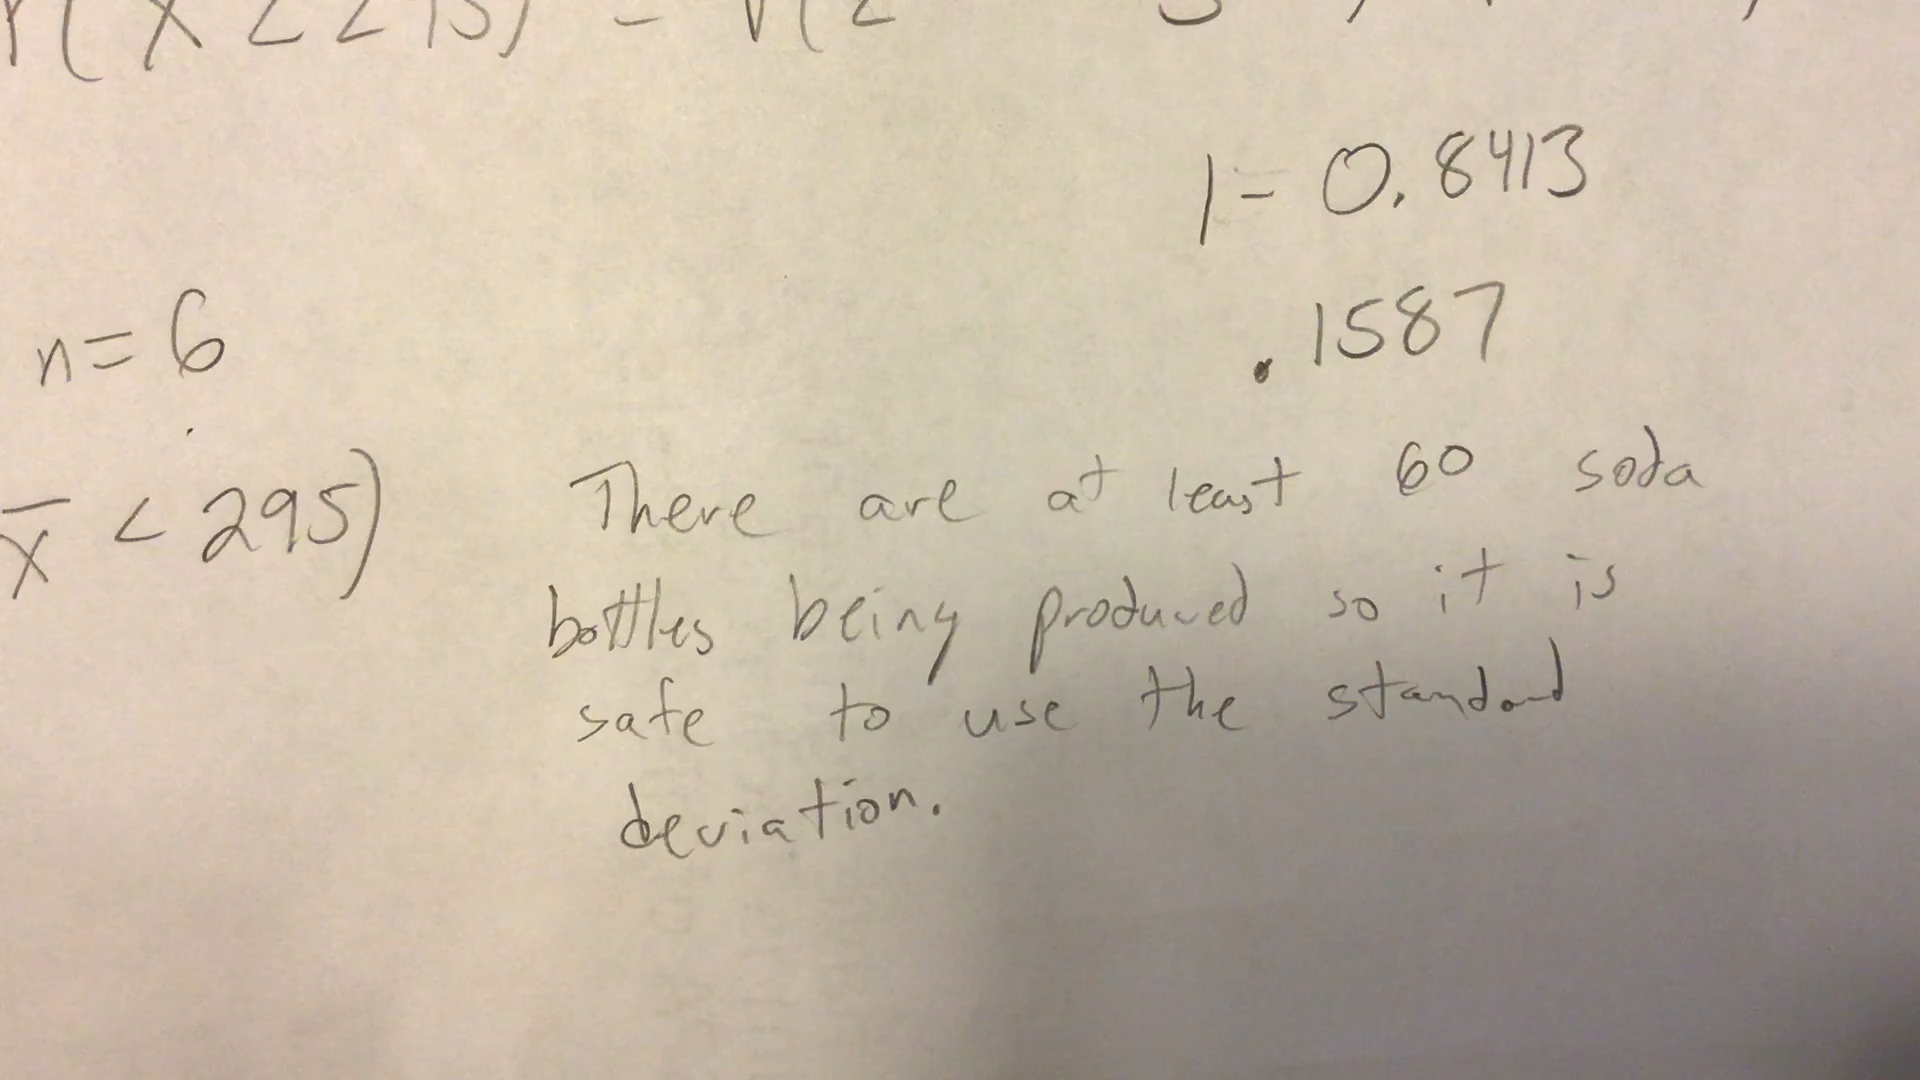 P(X < 295) = P(Z
1 - 0.8413
.1587
n = 6
x̄ < 295)
There are at least 60 soda
bottles being produced so it is
safe to use the standard
deviation.